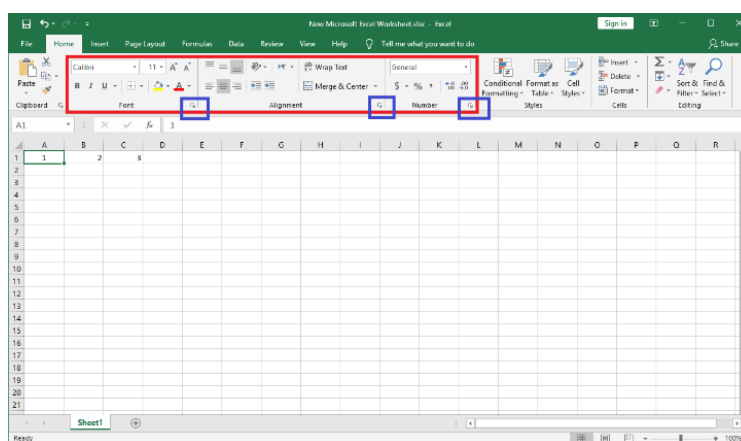 New Microsoft Excel Worksheet.xlsx - Excel
Sign in
File Home Insert Page Layout Formulas Data Review View Help Tell me what you want to do
Share
Paste
Calibri 11 A A
B I U A
Wrap Text
Merge & Center
General
$ % ,
Conditional Formatting
Format as Table
Cell Styles
Insert
Delete
Format
Sort & Filter
Find & Select
Clipboard Font Alignment Number Styles Cells Editing
A1 fx 1
A B C D E F G H I J K L M N O P Q R
1 1 2 3
2
3
4
5
6
7
8
9
10
11
12
13
14
15
16
17
18
19
20
21
Sheet1
Ready
100%